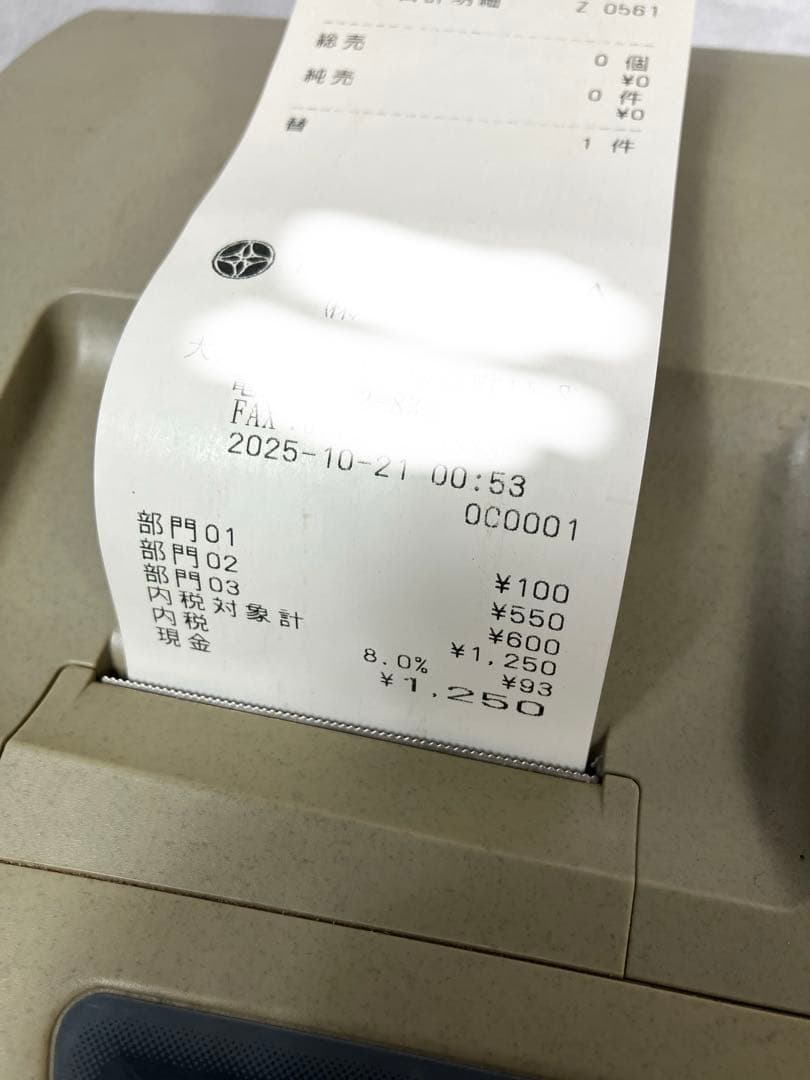 Z 0561
総売 0 個
¥0
純売 0 件
¥0
替 1 件
大
FAX
2025-10-21 00:53
000001
部門01 ¥100
部門02 ¥550
部門03 ¥600
内税対象計 ¥1,250
内税 8.0% ¥93
現金 ¥1,250